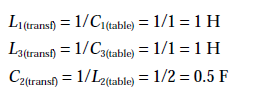 L1(transf) = 1/C1(table) = 1/1 = 1 H
L3(transf) = 1/C3(table) = 1/1 = 1 H
C2(transf) = 1/L2(table) = 1/2 = 0.5 F